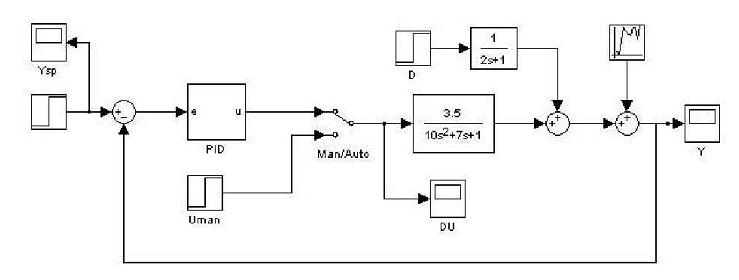 1
2s+1
D
Ysp
e
u
PID
Man/Auto
3.5
10s²+7s+1
Y
Uman
DU